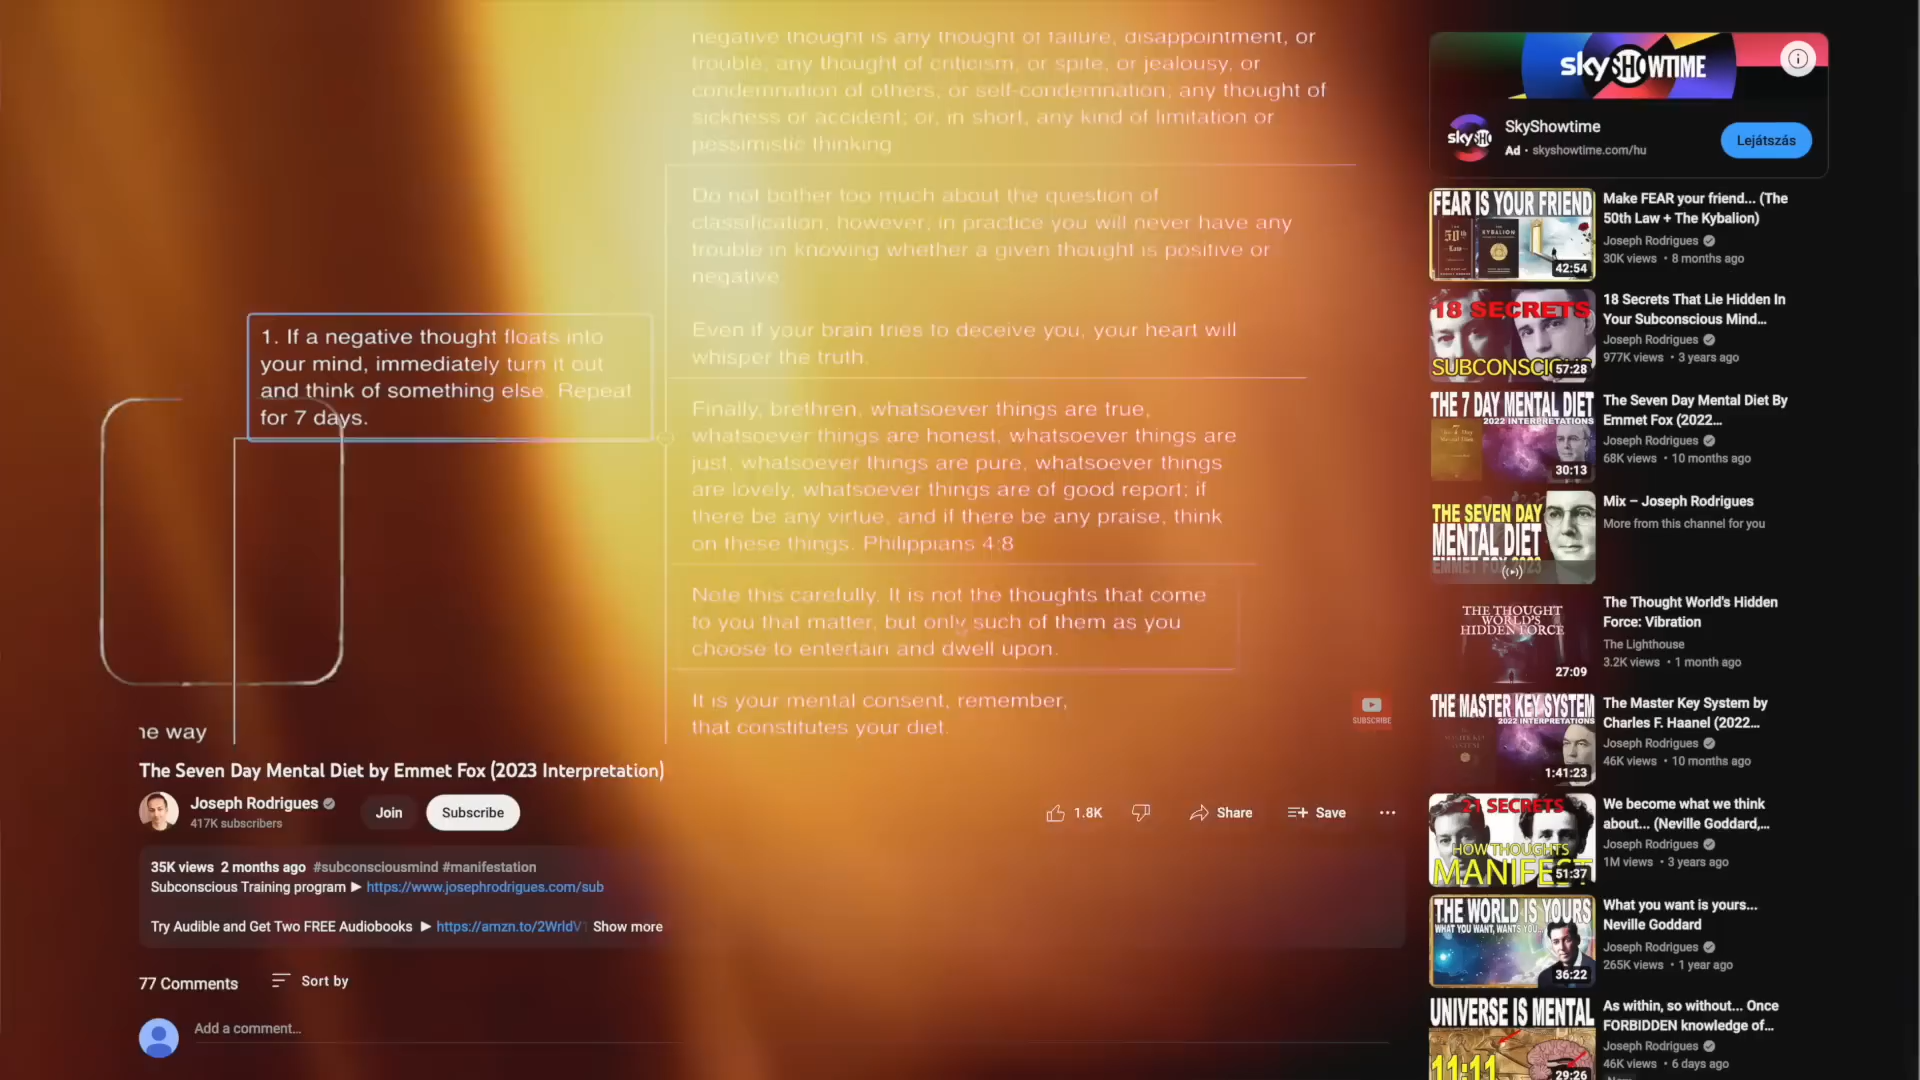 negative thought is any thought of failure, disappointment, or
trouble, any thought of criticism, or spite, or jealousy, or
condemnation of others, or self-condemnation; any thought of
sickness or accident; or, in short, any kind of limitation or
pessimistic thinking
Do not bother too much about the question of
classification, however; in practice you will never have any
trouble in knowing whether a given thought is positive or
negative
Even if your brain tries to deceive you, your heart will
whisper the truth.
1. If a negative thought floats into
your mind, immediately turn it out
and think of something else. Repeat
for 7 days.
Finally, brethren, whatsoever things are true,
whatsoever things are honest, whatsoever things are
just, whatsoever things are pure, whatsoever things
are lovely, whatsoever things are of good report; if
there be any virtue, and if there be any praise, think
on these things. Philippians 4:8
Note this carefully. It is not the thoughts that come
to you that matter, but only such of them as you
choose to entertain and dwell upon.
It is your mental consent, remember,
that constitutes your diet.
SUBSCRIBE
he way
The Seven Day Mental Diet by Emmet Fox (2023 Interpretation)
Joseph Rodrigues
417K subscribers
Join
Subscribe
1.8K
Share
Save
35K views 2 months ago #subconsciousmind #manifestation
Subconscious Training program ► https://www.josephrodrigues.com/sub
Try Audible and Get Two FREE Audiobooks ► https://amzn.to/2WrldV Show more
77 Comments
Sort by
Add a comment...
sky SHOWTIME
sky SHO
SkyShowtime
Ad • skyshowtime.com/hu
Lejátszás
FEAR IS YOUR FRIEND
50th
Law
KYBALION
42:54
Make FEAR your friend... (The
50th Law + The Kybalion)
Joseph Rodrigues
30K views • 8 months ago
18 SECRETS
SUBCONSCIO
57:28
18 Secrets That Lie Hidden In
Your Subconscious Mind...
Joseph Rodrigues
977K views • 3 years ago
THE 7 DAY MENTAL DIET
2022 INTERPRETATIONS
30:13
The Seven Day Mental Diet By
Emmet Fox (2022...
Joseph Rodrigues
68K views • 10 months ago
THE SEVEN DAY
MENTAL DIET
EMMET FOX 2023
Mix – Joseph Rodrigues
More from this channel for you
THE THOUGHT
WORLD'S
HIDDEN FORCE
27:09
The Thought World's Hidden
Force: Vibration
The Lighthouse
3.2K views • 1 month ago
THE MASTER KEY SYSTEM
2022 INTERPRETATIONS
1:41:23
The Master Key System by
Charles F. Haanel (2022...
Joseph Rodrigues
46K views • 10 months ago
21 SECRETS
HOW THOUGHTS
MANIFEST
51:37
We become what we think
about... (Neville Goddard,...
Joseph Rodrigues
1M views • 3 years ago
THE WORLD IS YOURS
WHAT YOU WANT, WANTS YOU...
36:22
What you want is yours...
Neville Goddard
Joseph Rodrigues
265K views • 1 year ago
UNIVERSE IS MENTAL
11:11
29:26
As within, so without... Once
FORBIDDEN knowledge of...
Joseph Rodrigues
46K views • 6 days ago